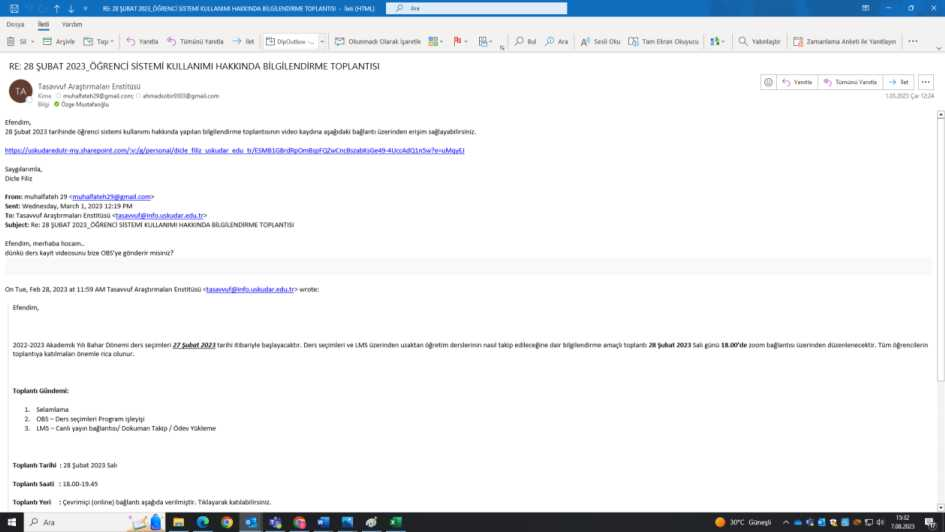 RE: 28 ŞUBAT 2023_ÖĞRENCİ SİSTEMİ KULLANIMI HAKKINDA BİLGİLENDİRME TOPLANTISI - İleti (HTML)
Ara
Dosya İleti Yardım
Sil Arşivle Taşı Yanıtla Tümünü Yanıtla İlet Okunmadı Olarak İşaretle Bul Ara Sesli Oku Tam Ekran Okuyucu Yakınlaştır Zamanlama Anketi ile Yanıtlayın
RE: 28 ŞUBAT 2023_ÖĞRENCİ SİSTEMİ KULLANIMI HAKKINDA BİLGİLENDİRME TOPLANTISI
TA
Tasavvuf Araştırmaları Enstitüsü
Kime muhalfateh29@gmail.com;
Bilgi Özge Mustafaoğlu
Yanıtla Tümünü Yanıtla İlet
1.03.2023 Çar 12:24
Efendim,
28 Şubat 2023 tarihinde öğrenci sistemi kullanımı hakkında yapılan bilgilendirme toplantısının video kaydına aşağıdaki bağlantı üzerinden erişim sağlayabilirsiniz.
Saygılarımla,
Dicle Filiz
From: muhalfateh 29 <muhalfateh29@gmail.com>
Sent: Wednesday, March 1, 2023 12:19 PM
To: Tasavvuf Araştırmaları Enstitüsü <tasavvuf@info.uskudar.edu.tr>
Subject: Re: 28 ŞUBAT 2023_ÖĞRENCİ SİSTEMİ KULLANIMI HAKKINDA BİLGİLENDİRME TOPLANTISI
Efendim, merhaba hocam..
dünkü ders kayit videosunu bize OBS'ye gönderir misiniz?
On Tue, Feb 28, 2023 at 11:59 AM Tasavvuf Araştırmaları Enstitüsü <tasavvuf@info.uskudar.edu.tr> wrote:
Efendim,
2022-2023 Akademik Yılı Bahar Dönemi ders seçimleri 27 Şubat 2023 tarihi itibariyle başlayacaktır. Ders seçimleri ve LMS üzerinden uzaktan öğretim derslerinin nasıl takip edileceğine dair bilgilendirme amaçlı toplantı 28 Şubat 2023 Salı günü 18.00'de zoom bağlantısı üzerinden düzenlenecektir. Tüm öğrencilerin
toplantıya katılmaları önemle rica olunur.
Toplantı Gündemi:
1. Selamlama
2. OBS – Ders seçimleri Program işleyişi
3. LMS – Canlı yayın bağlantısı/ Dokuman Takip / Ödev Yükleme
Toplantı Tarihi : 28 Şubat 2023 Salı
Toplantı Saati : 18.00-19.45
Toplantı Yeri : Çevrimiçi (online) bağlantı aşağıda verilmiştir. Tıklayarak katılabilirsiniz.
Ara
30°C Güneşli
15:32
7.08.2023